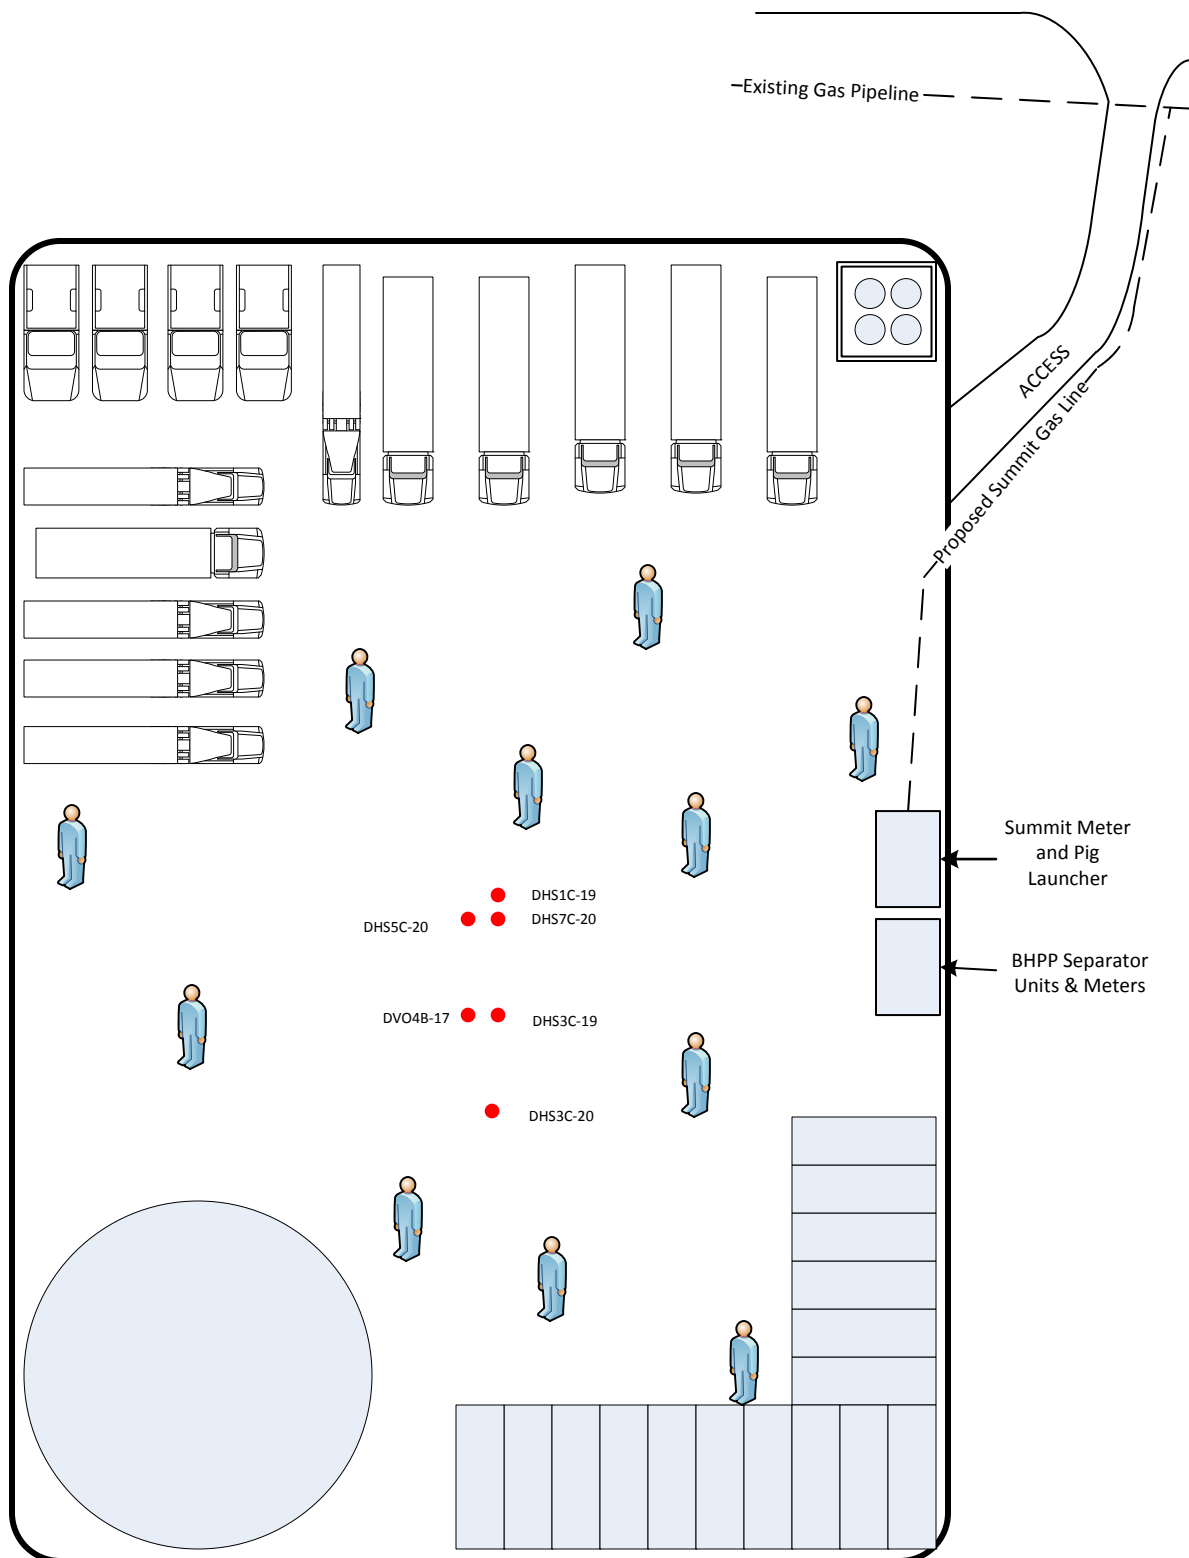 Existing Gas Pipeline
ACCESS
Proposed Summit Gas Line
Summit Meter
and Pig
Launcher
DHS1C-19
DHS5C-20
DHS7C-20
BHPP Separator
Units & Meters
DVO4B-17
DHS3C-19
DHS3C-20